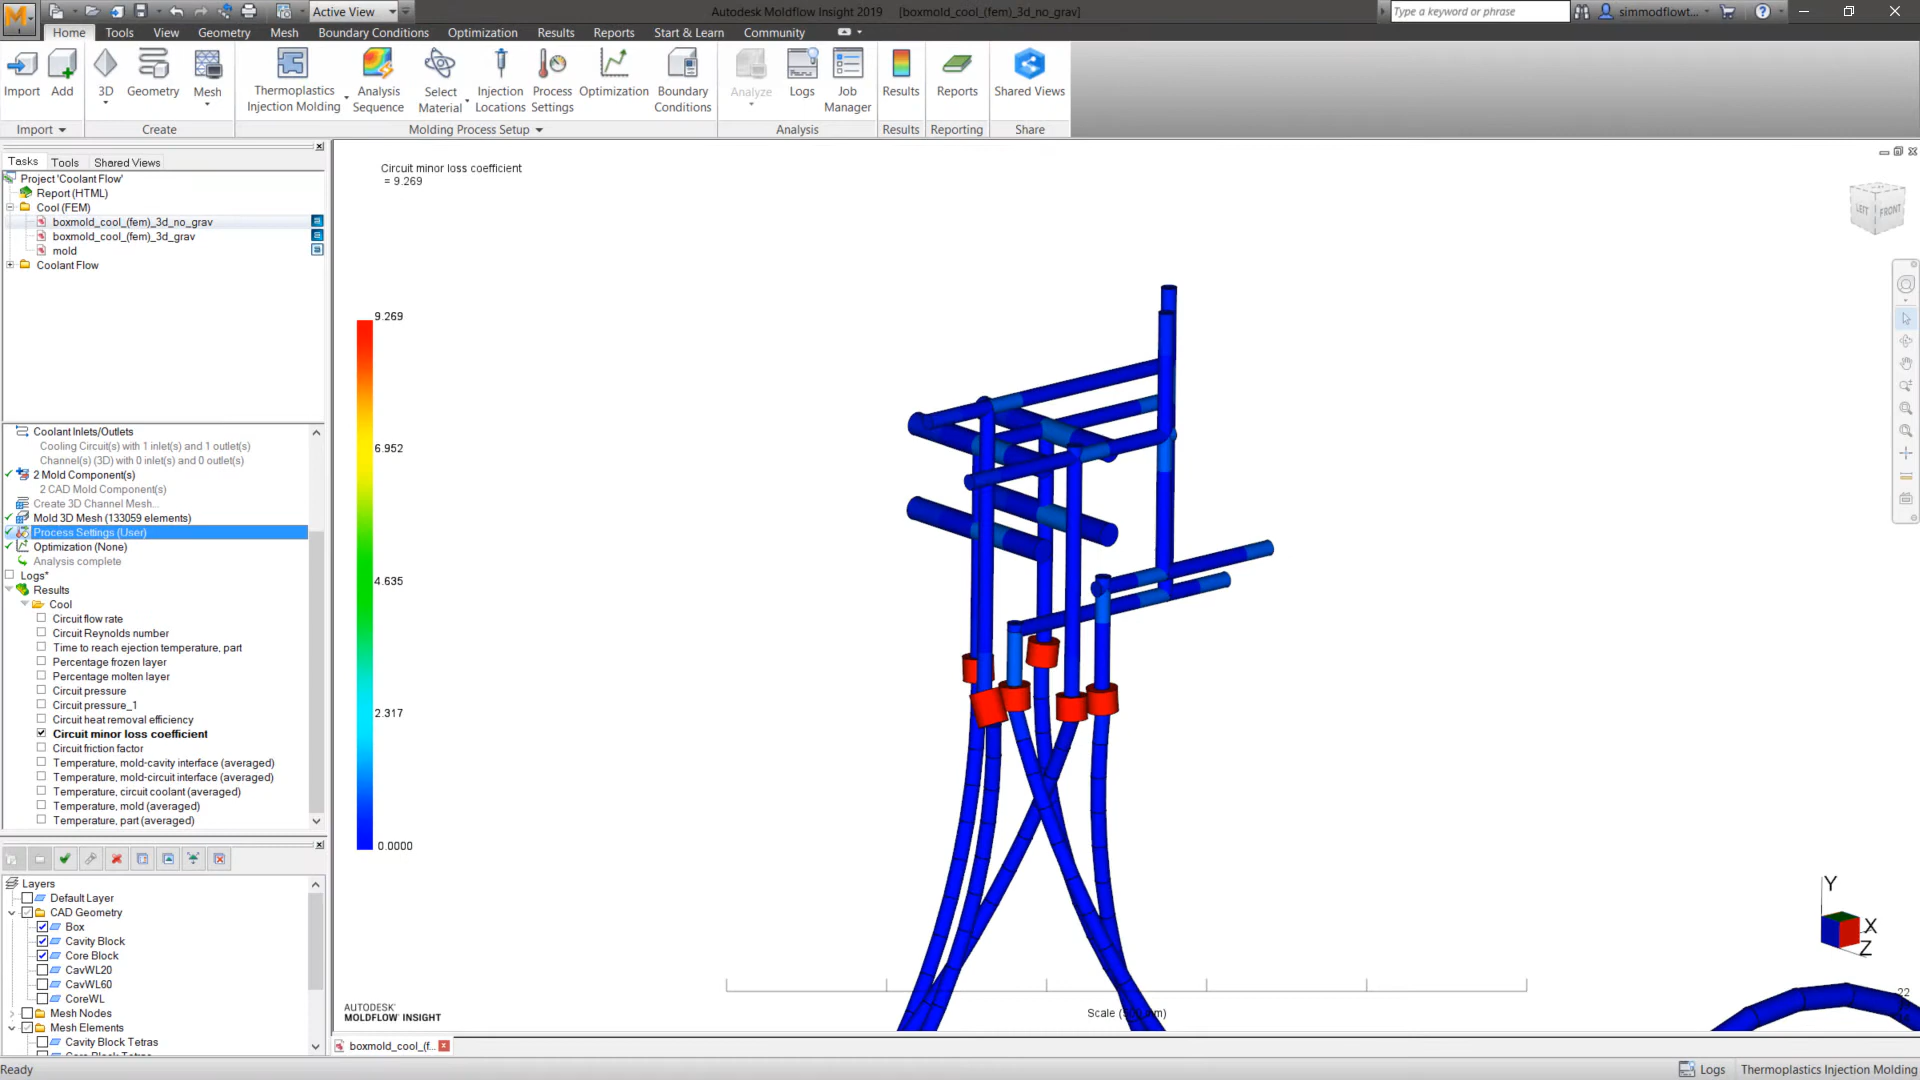 Active View
Autodesk Moldflow Insight 2019 [boxmold_cool_(fem)_3d_no_grav]
Type a keyword or phrase
simmodflowt...
Home Tools View Geometry Mesh Boundary Conditions Optimization Results Reports Start & Learn Community
Import
Add
3D
Geometry
Mesh
Thermoplastics
Injection Molding
Analysis
Sequence
Select
Material
Injection
Locations
Process
Settings
Optimization
Boundary
Conditions
Analyze
Logs
Job
Manager
Results
Reports
Shared Views
Import
Create
Molding Process Setup
Analysis
Results
Reporting
Share
Tasks Tools Shared Views
Project 'Coolant Flow'
Report (HTML)
Cool (FEM)
boxmold_cool_(fem)_3d_no_grav
boxmold_cool_(fem)_3d_grav
mold
Coolant Flow
Coolant Inlets/Outlets
Cooling Circuit(s) with 1 inlet(s) and 1 outlet(s)
Channel(s) (3D) with 0 inlet(s) and 0 outlet(s)
2 Mold Component(s)
2 CAD Mold Component(s)
Create 3D Channel Mesh...
Mold 3D Mesh (133059 elements)
Process Settings (User)
Optimization (None)
Analysis complete
Logs*
Results
Cool
Circuit flow rate
Circuit Reynolds number
Time to reach ejection temperature, part
Percentage frozen layer
Percentage molten layer
Circuit pressure
Circuit pressure_1
Circuit heat removal efficiency
Circuit minor loss coefficient
Circuit friction factor
Temperature, mold-cavity interface (averaged)
Temperature, mold-circuit interface (averaged)
Temperature, circuit coolant (averaged)
Temperature, mold (averaged)
Temperature, part (averaged)
Layers
Default Layer
CAD Geometry
Box
Cavity Block
Core Block
CavWL20
CavWL60
CoreWL
Mesh Nodes
Mesh Elements
Cavity Block Tetras
Core Block Tetras
Circuit minor loss coefficient
= 9.269
9.269
6.952
4.635
2.317
0.0000
LEFT FRONT
Y
X
Z
22
AUTODESK
MOLDFLOW INSIGHT
boxmold_cool_(f...
Ready
Logs
Thermoplastics Injection Molding